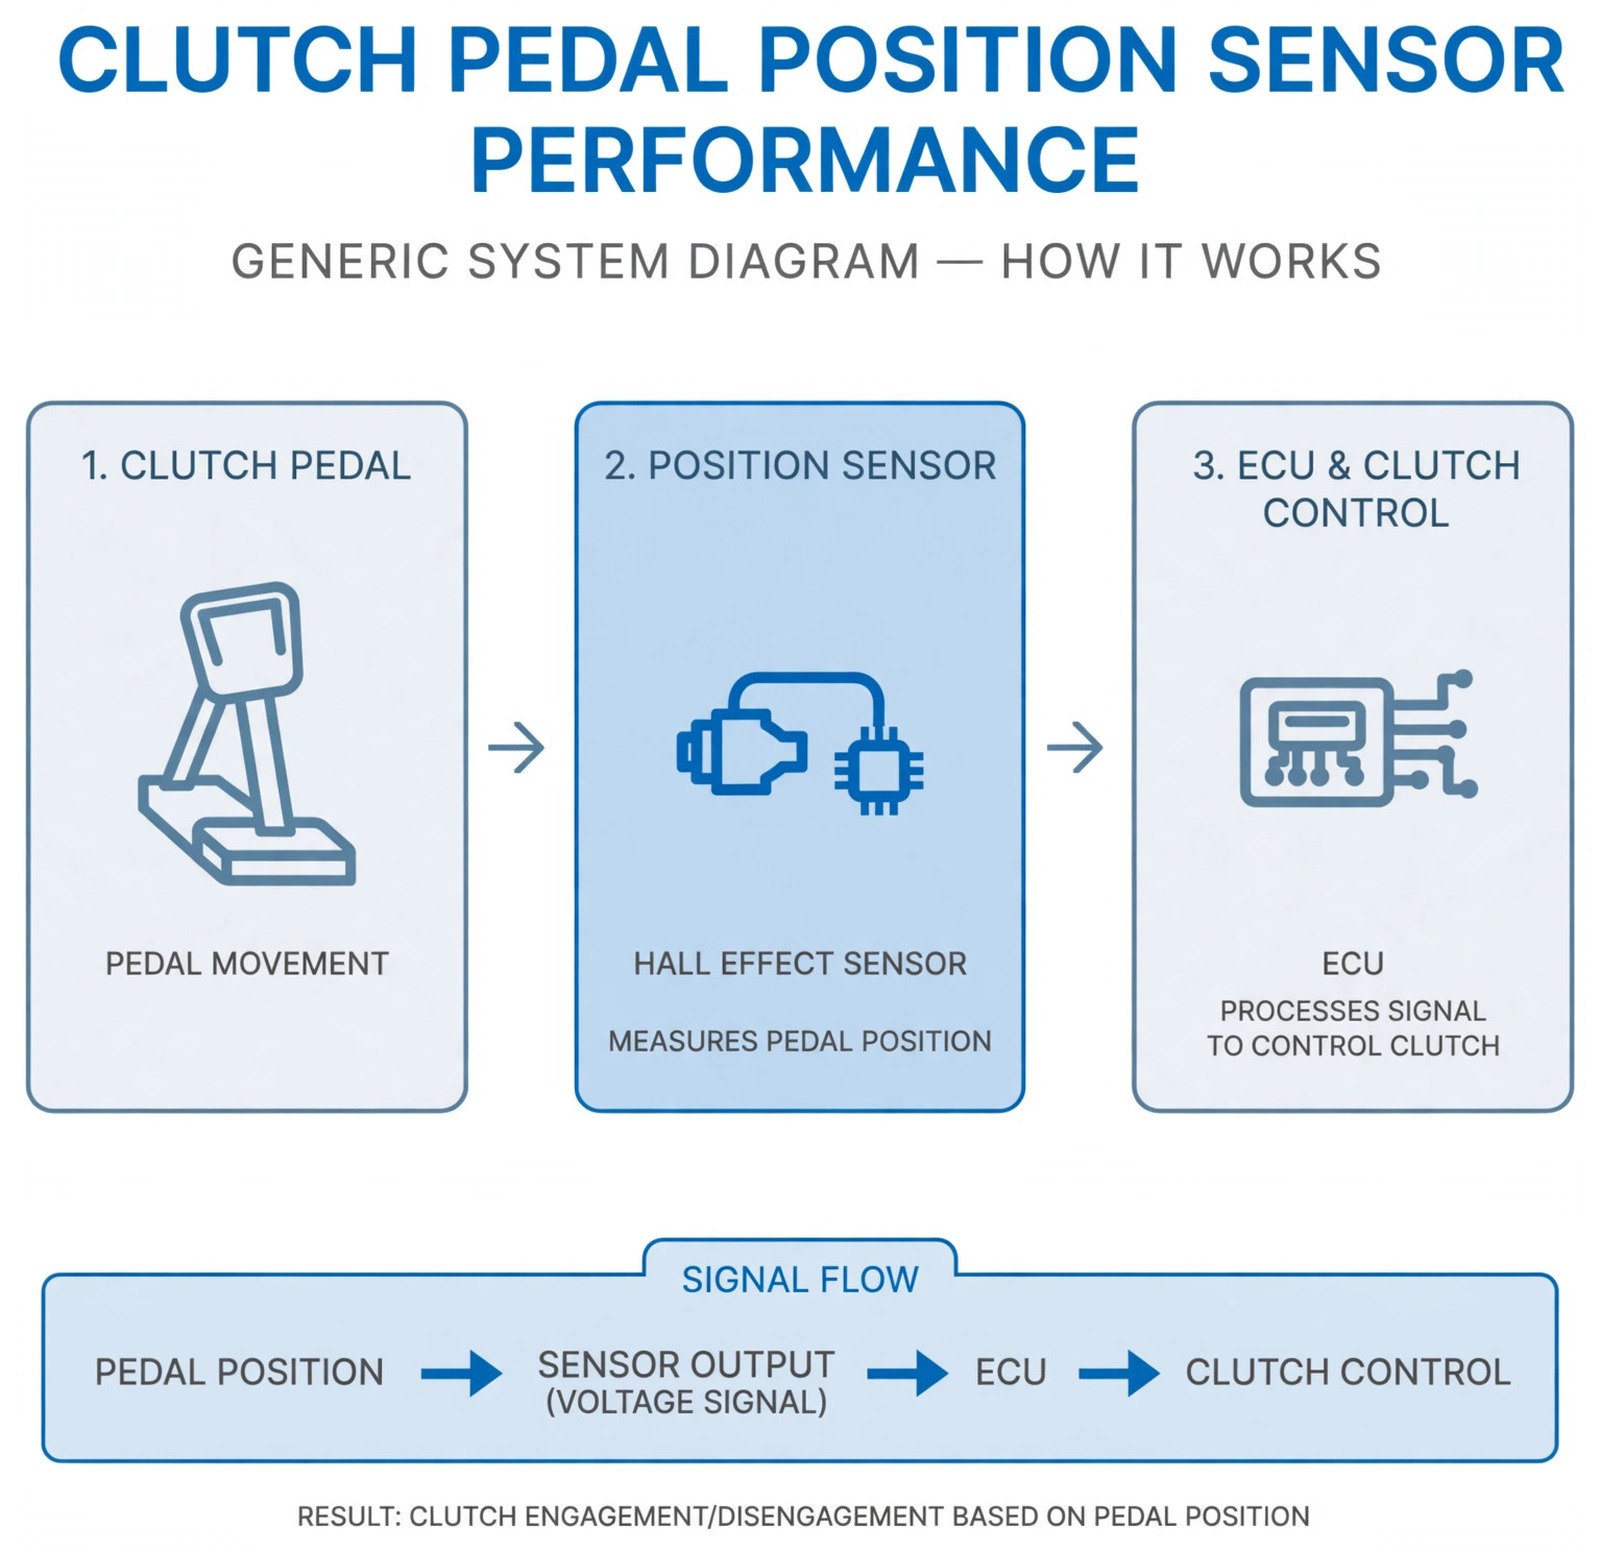 CLUTCH PEDAL POSITION SENSOR
PERFORMANCE
GENERIC SYSTEM DIAGRAM — HOW IT WORKS
1. CLUTCH PEDAL
PEDAL MOVEMENT
2. POSITION SENSOR
HALL EFFECT SENSOR
MEASURES PEDAL POSITION
3. ECU & CLUTCH
CONTROL
ECU
PROCESSES SIGNAL
TO CONTROL CLUTCH
SIGNAL FLOW
PEDAL POSITION
SENSOR OUTPUT
(VOLTAGE SIGNAL)
ECU
CLUTCH CONTROL
RESULT: CLUTCH ENGAGEMENT/DISENGAGEMENT BASED ON PEDAL POSITION